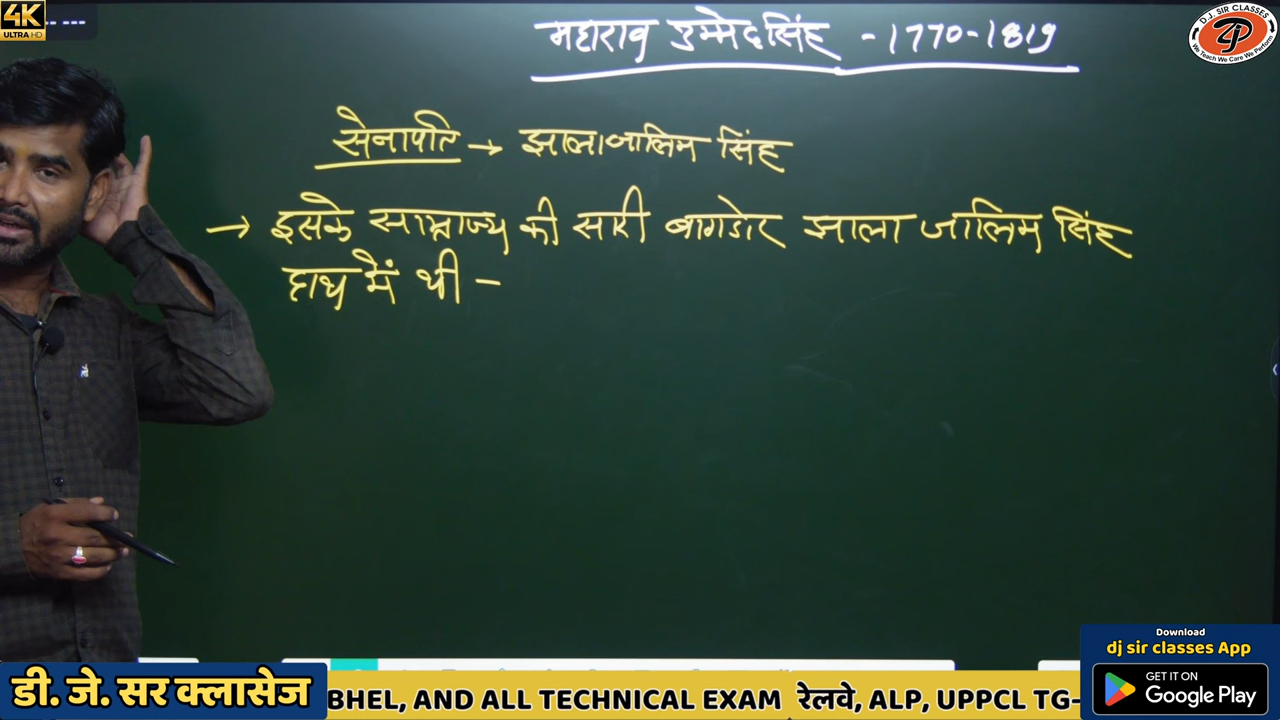 4K
ULTRA HD
महाराव उम्मेदसिंह - 1770-1819
D.J. SIR CLASSES
We Teach We Care We Perform
सेनापति → झालाजालिम सिंह
→ इसके साम्राज्य की सारी बागडोर झाला जालिम सिंह
हाथ में थी -
Download
dj sir classes App
GET IT ON
Google Play
डी. जे. सर क्लासेज
BHEL, AND ALL TECHNICAL EXAM रेलवे, ALP, UPPCL TG-